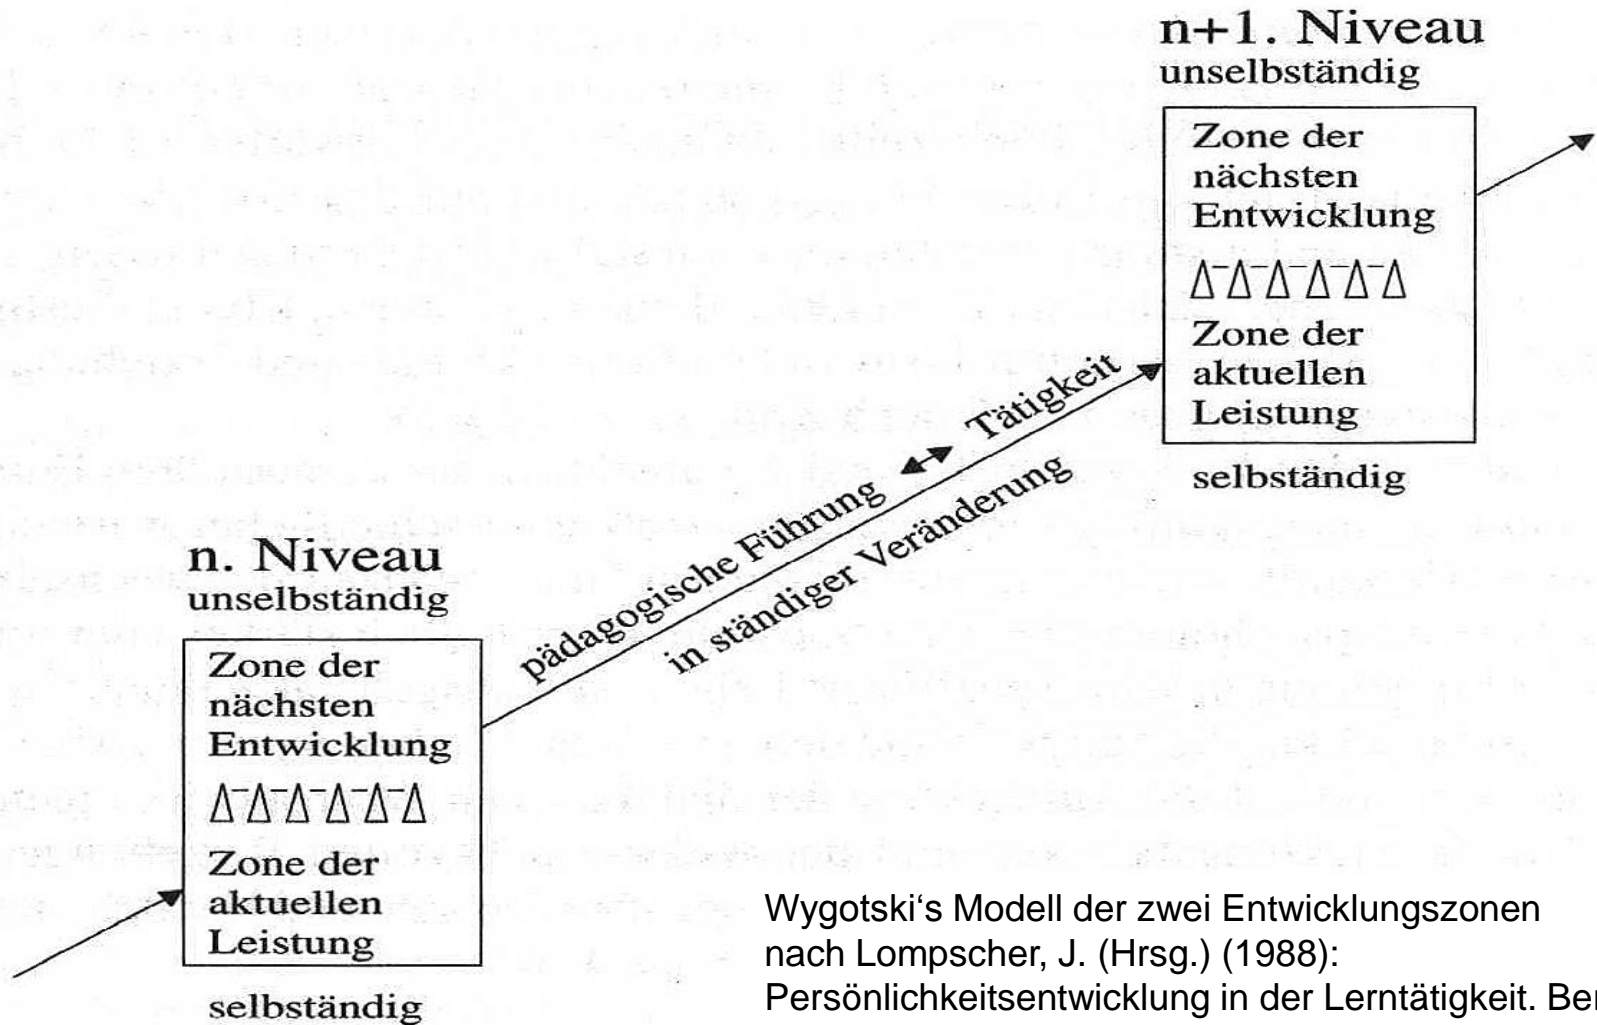 n+1. Niveau
unselbständig
Zone der
nächsten
Entwicklung
Zone der
aktuellen
Leistung
selbständig
pädagogische Führung Tätigkeit
in ständiger Veränderung
n. Niveau
unselbständig
Zone der
nächsten
Entwicklung
Zone der
aktuellen
Leistung
selbständig
Wygotski‘s Modell der zwei Entwicklungszonen
nach Lompscher, J. (Hrsg.) (1988):
Persönlichkeitsentwicklung in der Lerntätigkeit.